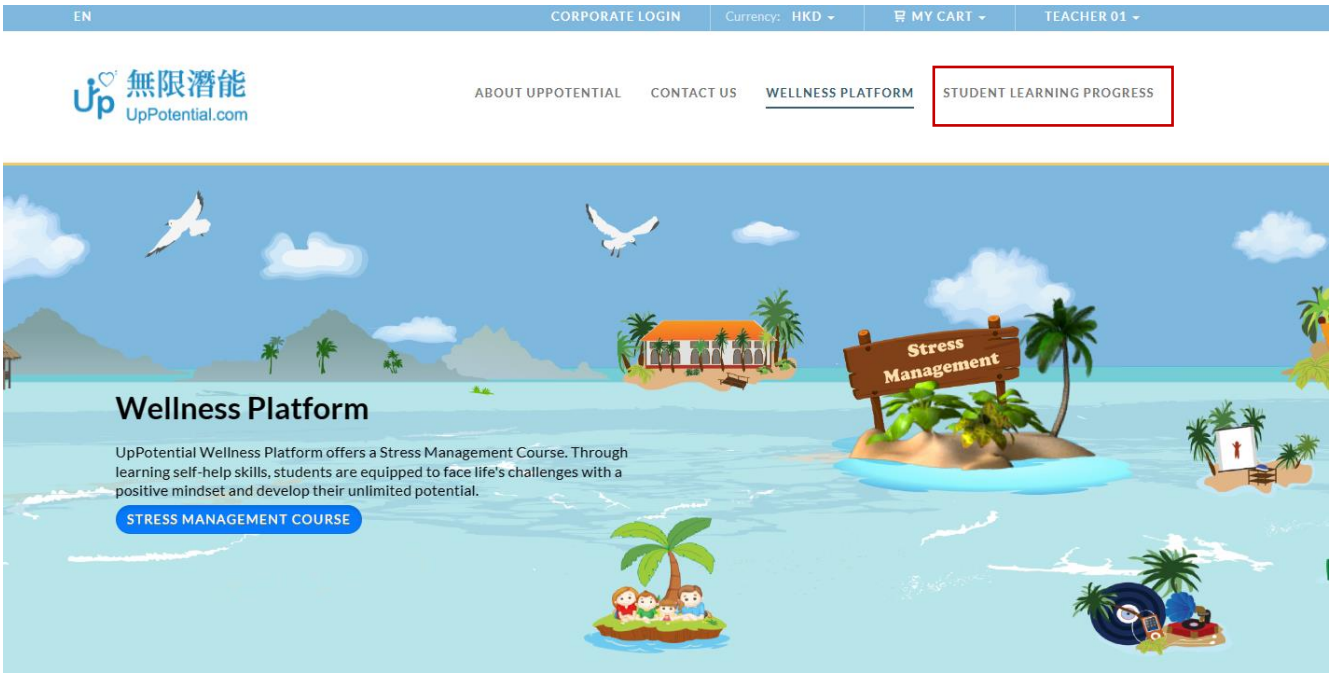 EN
CORPORATE LOGIN
Currency: HKD
MY CART
TEACHER 01
無限潛能
Up UpPotential.com
ABOUT UPPOTENTIAL
CONTACT US
WELLNESS PLATFORM
STUDENT LEARNING PROGRESS
Stress
Management
Wellness Platform
UpPotential Wellness Platform offers a Stress Management Course. Through
learning self-help skills, students are equipped to face life's challenges with a
positive mindset and develop their unlimited potential.
STRESS MANAGEMENT COURSE